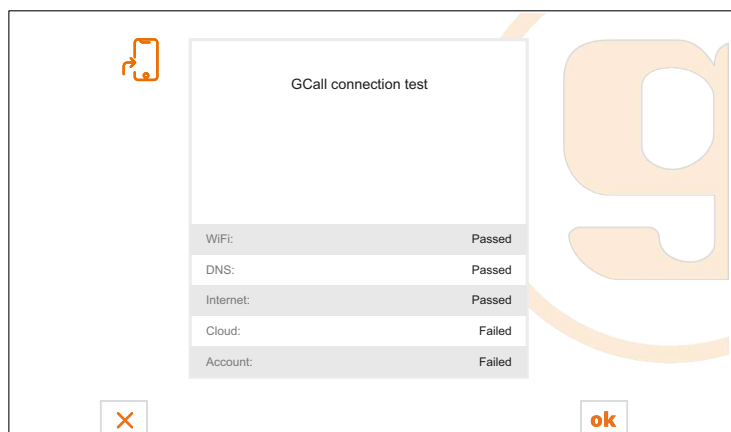 GCall connection test
WiFi: Passed
DNS: Passed
Internet: Passed
Cloud: Failed
Account: Failed
ok
g